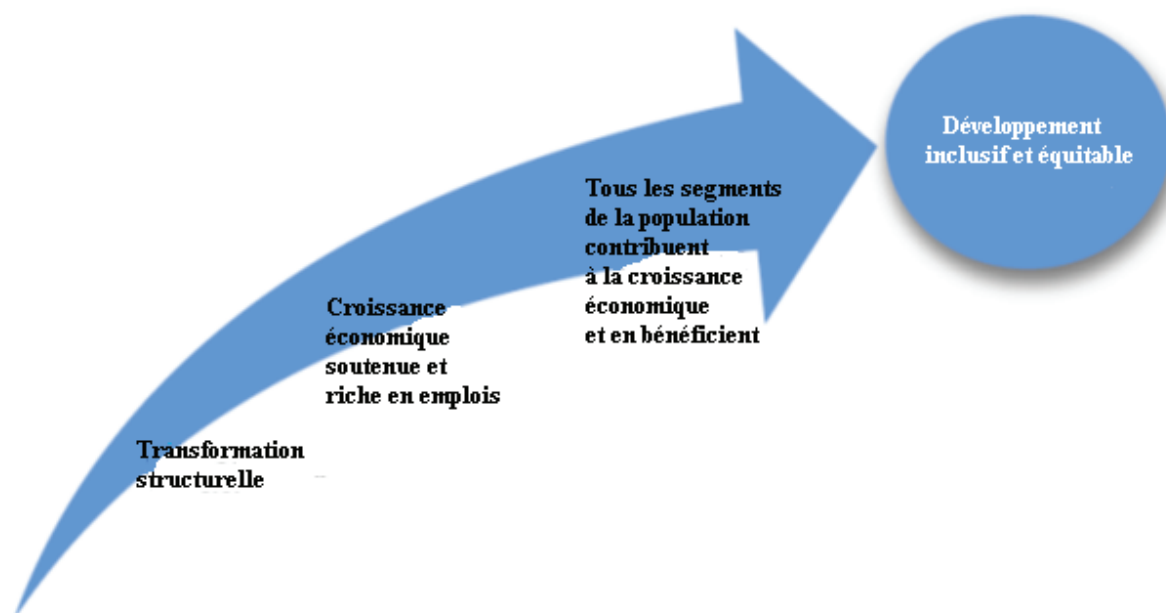 Développement
inclusif et équitable
Tous les segments
de la population
contribuent
à la croissance
économique
et en bénéficient
Croissance
économique
soutenue et
riche en emplois
Transformation
structurelle